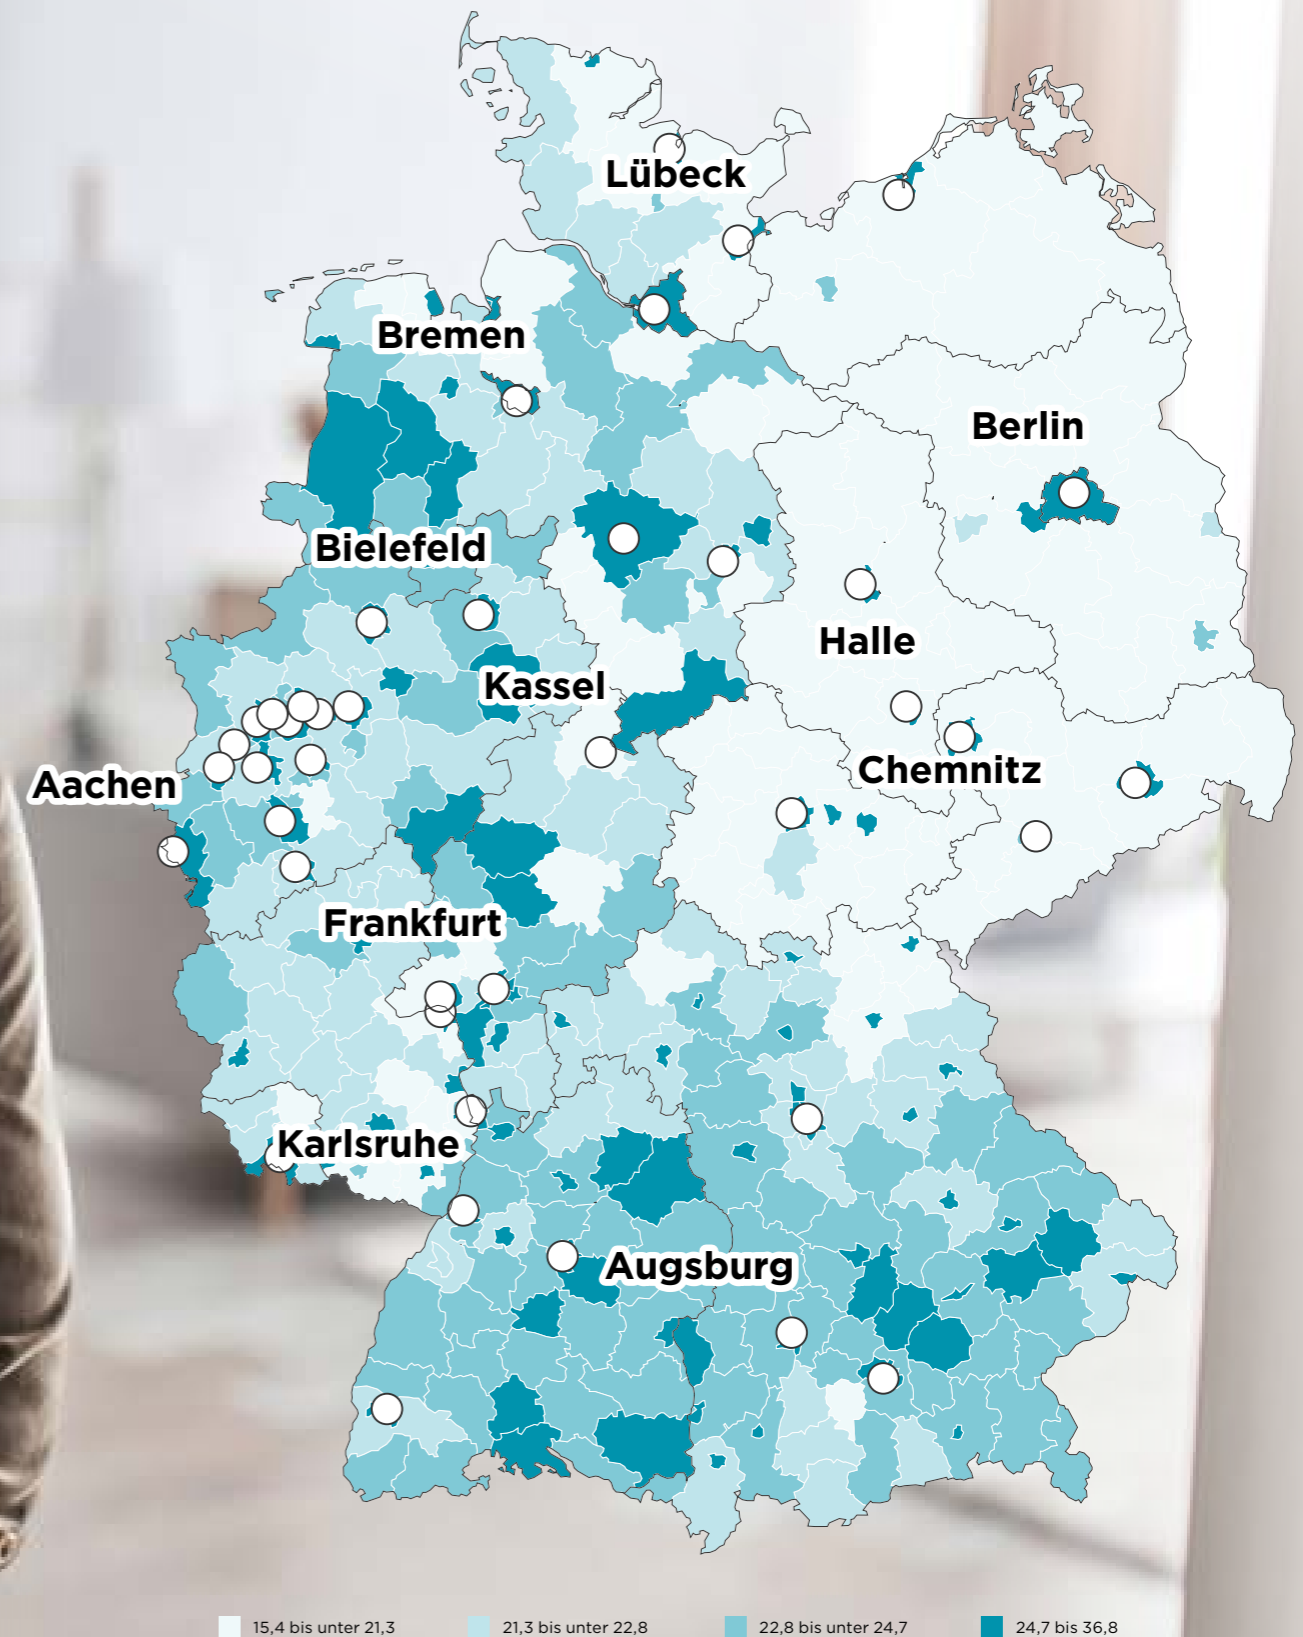 Lübeck
Bremen
Berlin
Bielefeld
Halle
Kassel
Chemnitz
Aachen
Frankfurt
Karlsruhe
Augsburg
15,4 bis unter 21,3
21,3 bis unter 22,8
22,8 bis unter 24,7
24,7 bis 36,8